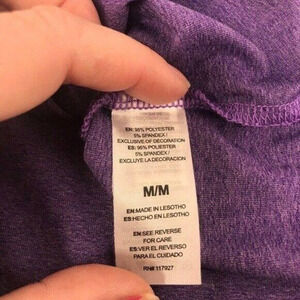 EN: 95% POLYESTER
5% SPANDEX/
EXCLUSIVE OF DECORATION
ES: 95% POLYESTER
5% SPANDEX/
EXCLUYE LA DECORACION
M/M
EN:MADE IN LESOTHO
ES:HECHO EN LESOTHO
EN:SEE REVERSE
FOR CARE
ES:VER EL REVERSO
PARA EL CUIDADO
RN# 117927